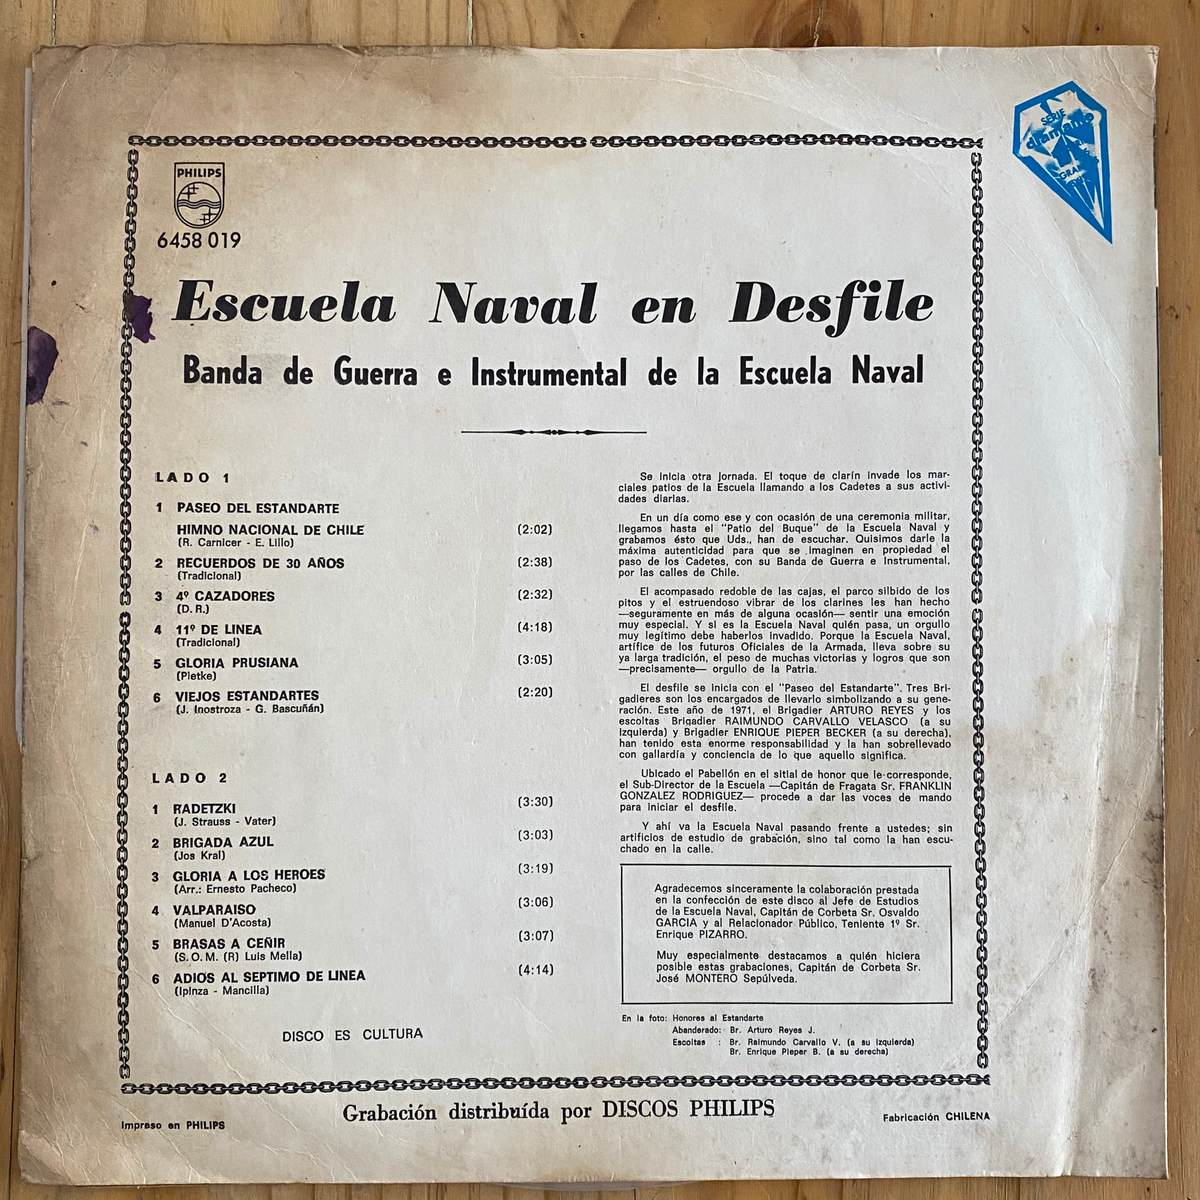 SERIE
diamante
PHILIPS
6458 019
Escuela Naval en Desfile
Banda de Guerra e Instrumental de la Escuela Naval
LADO 1
1 PASEO DEL ESTANDARTE
HIMNO NACIONAL DE CHILE (2:02)
(R. Carnicer - E. Lillo)
2 RECUERDOS DE 30 AÑOS (2:38)
(Tradicional)
3 4º CAZADORES (2:32)
(D. R.)
4 11º DE LINEA (4:18)
(Tradicional)
5 GLORIA PRUSIANA (3:05)
(Pletke)
6 VIEJOS ESTANDARTES (2:20)
(J. Inostroza - G. Bascuñán)
LADO 2
1 RADETZKI (3:30)
(J. Strauss - Vater)
2 BRIGADA AZUL (3:03)
(Jos Kral)
3 GLORIA A LOS HEROES (3:19)
(Arr.: Ernesto Pacheco)
4 VALPARAISO (3:06)
(Manuel D'Acosta)
5 BRASAS A CEÑIR (3:07)
(S.O.M. (R) Luis Mella)
6 ADIOS AL SEPTIMO DE LINEA (4:14)
(Ipinza - Mancilla)
DISCO ES CULTURA
Se inicia otra jornada. El toque de clarín invade los mar-
ciales patios de la Escuela llamando a los Cadetes a sus activi-
dades diarias.
En un día como ese y con ocasión de una ceremonia militar,
llegamos hasta el "Patio del Buque" de la Escuela Naval y
grabamos ésto que Uds., han de escuchar. Quisimos darle la
máxima autenticidad para que se imaginen en propiedad el
paso de los Cadetes, con su Banda de Guerra e Instrumental,
por las calles de Chile.
El acompasado redoble de las cajas, el parco silbido de los
pitos y el estruendoso vibrar de los clarines les han hecho
—seguramente en más de alguna ocasión— sentir una emoción
muy especial. Y si es la Escuela Naval quién pasa, un orgullo
muy legítimo debe haberlos invadido. Porque la Escuela Naval,
artífice de los futuros Oficiales de la Armada, lleva sobre su
ya larga tradición, el peso de muchas victorias y logros que son
—precisamente— orgullo de la Patria.
El desfile se inicia con el "Paseo del Estandarte". Tres Bri-
gadieres son los encargados de llevarlo simbolizando a su gene-
ración. Este año de 1971, el Brigadier ARTURO REYES y los
escoltas Brigadier RAIMUNDO CARVALLO VELASCO (a su
izquierda) y Brigadier ENRIQUE PIEPER BECKER (a su derecha),
han tenido esta enorme responsabilidad y la han sobrellevado
con gallardía y conciencia de lo que aquello significa.
Ubicado el Pabellón en el sitial de honor que le corresponde,
el Sub-Director de la Escuela —Capitán de Fragata Sr. FRANKLIN
GONZALEZ RODRIGUEZ— procede a dar las voces de mando
para iniciar el desfile.
Y ahí va la Escuela Naval pasando frente a ustedes; sin
artificios de estudio de grabación, sino tal como la han escu-
chado en la calle.
Agradecemos sinceramente la colaboración prestada
en la confección de este disco al Jefe de Estudios
de la Escuela Naval, Capitán de Corbeta Sr. Osvaldo
GARCIA y al Relacionador Público, Teniente 1º Sr.
Enrique PIZARRO.
Muy especialmente destacamos a quién hiciera
posible estas grabaciones, Capitán de Corbeta Sr.
José MONTERO Sepúlveda.
En la foto: Honores al Estandarte
Abanderado: Br. Arturo Reyes J.
Escoltas : Br. Raimundo Carvallo V. (a su izquierda)
Br. Enrique Pieper B. (a su derecha)
Grabación distribuída por DISCOS PHILIPS
Impreso en PHILIPS
Fabricación CHILENA